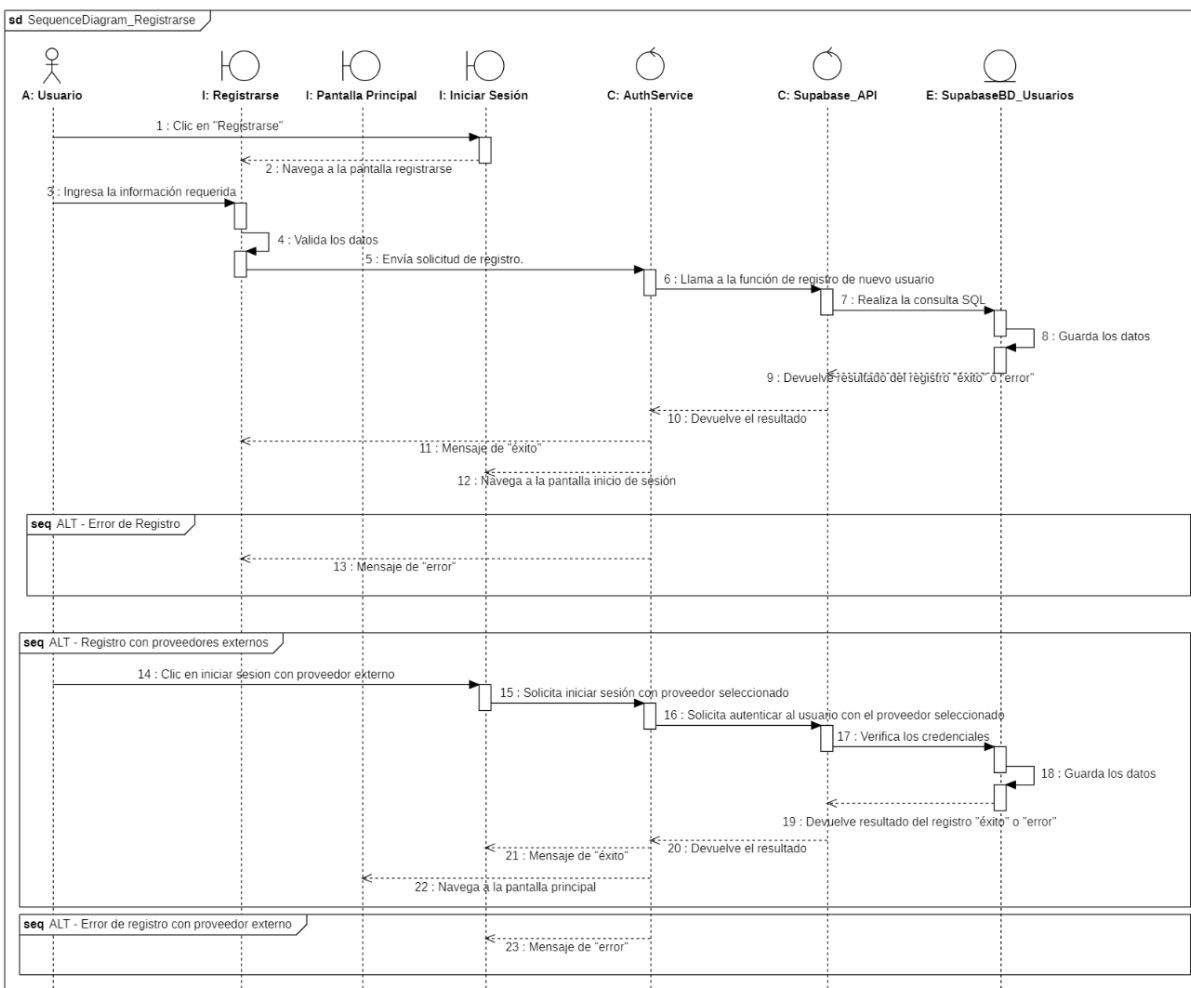 sd SequenceDiagram_Registrarse
A: Usuario
I: Registrarse
I: Pantalla Principal
I: Iniciar Sesión
C: AuthService
C: Supabase_API
E: SupabaseBD_Usuarios
1 : Clic en "Registrarse"
2 : Navega a la pantalla registrarse
3 : Ingresa la información requerida
4 : Valida los datos
5 : Envía solicitud de registro.
6 : Llama a la función de registro de nuevo usuario
7 : Realiza la consulta SQL
8 : Guarda los datos
9 : Devuelve resultado del registro "éxito" o "error"
10 : Devuelve el resultado
11 : Mensaje de "éxito"
12 : Navega a la pantalla inicio de sesión
seq ALT - Error de Registro
13 : Mensaje de "error"
seq ALT - Registro con proveedores externos
14 : Clic en iniciar sesion con proveedor externo
15 : Solicita iniciar sesión con proveedor seleccionado
16 : Solicita autenticar al usuario con el proveedor seleccionado
17 : Verifica los credenciales
18 : Guarda los datos
19 : Devuelve resultado del registro "éxito" o "error"
20 : Devuelve el resultado
21 : Mensaje de "éxito"
22 : Navega a la pantalla principal
seq ALT - Error de registro con proveedor externo
23 : Mensaje de "error"